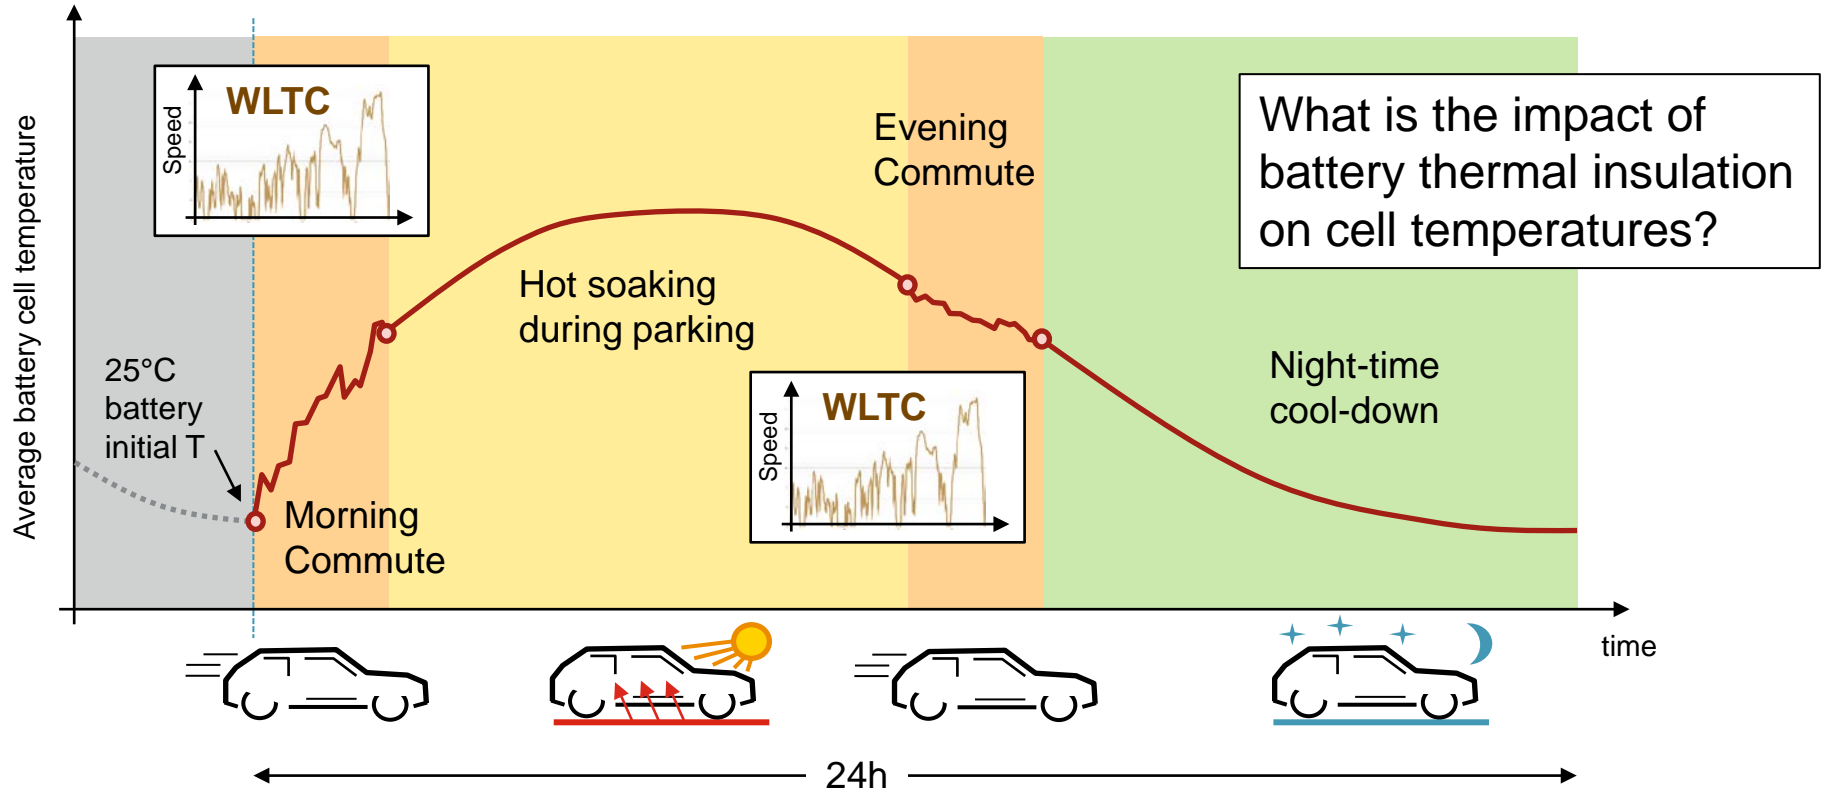 Average battery cell temperature
WLTC
Speed
25°C
battery
initial T
Morning
Commute
Hot soaking
during parking
WLTC
Speed
Evening
Commute
What is the impact of
battery thermal insulation
on cell temperatures?
Night-time
cool-down
time
24h